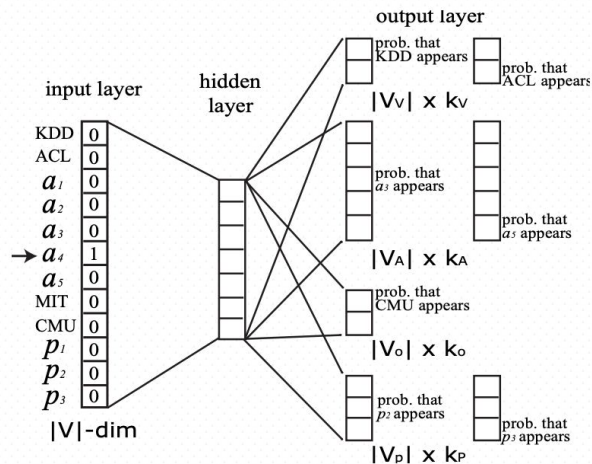 output layer
prob. that
KDD appears
prob. that
ACL appears
|Vᵥ| x kᵥ
hidden
layer
input layer
KDD 0
ACL 0
a₁ 0
a₂ 0
a₃ 0
a₄ 1
a₅ 0
MIT 0
CMU 0
p₁ 0
p₂ 0
p₃ 0
|V|-dim
prob. that
a₃ appears
prob. that
a₅ appears
|V_A| x k_A
prob. that
CMU appears
|Vₒ| x kₒ
prob. that
p₂ appears
prob. that
p₃ appears
|Vₚ| x k_P